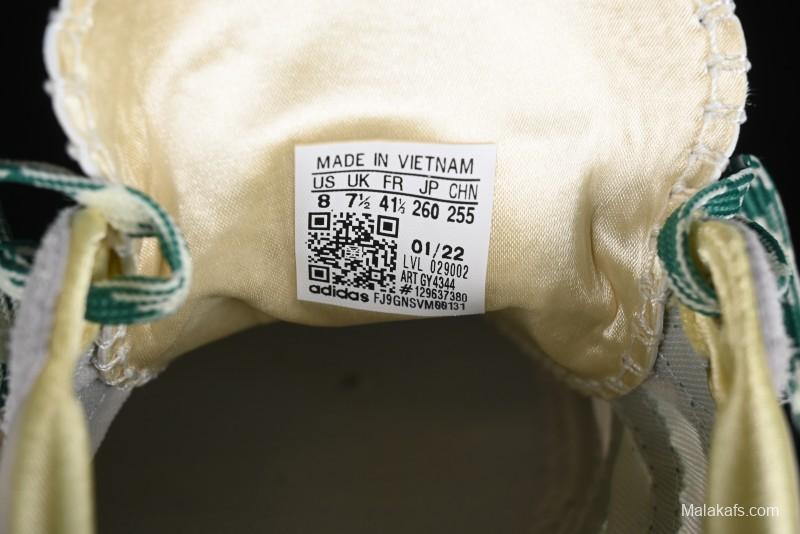 MADE IN VIETNAM
US UK FR JP CHN
8 7½ 41⅓ 260 255
01/22
LVL 029002
ART GY4344
# 129637380
adidas FJ9GNSVM00131
Malakafs.com